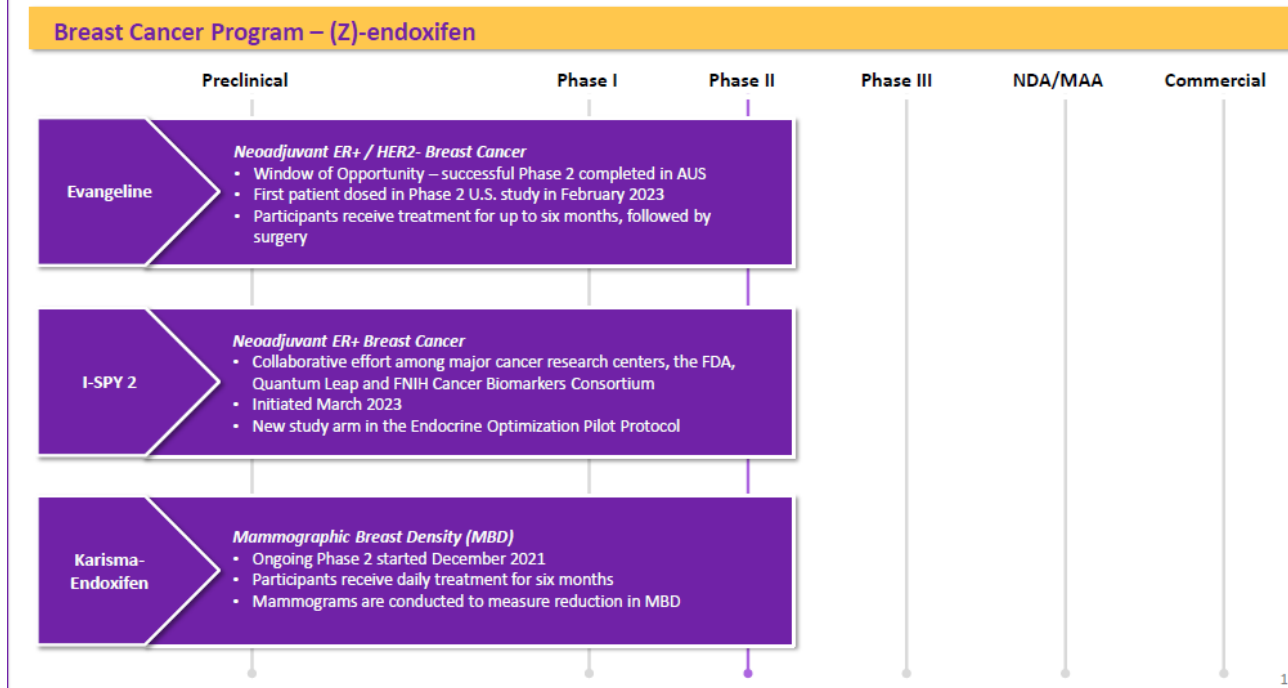 Breast Cancer Program – (Z)-endoxifen
Preclinical Phase I Phase II Phase III NDA/MAA Commercial
Evangeline
Neoadjuvant ER+ / HER2- Breast Cancer
• Window of Opportunity – successful Phase 2 completed in AUS
• First patient dosed in Phase 2 U.S. study in February 2023
• Participants receive treatment for up to six months, followed by
surgery
I-SPY 2
Neoadjuvant ER+ Breast Cancer
• Collaborative effort among major cancer research centers, the FDA,
Quantum Leap and FNIH Cancer Biomarkers Consortium
• Initiated March 2023
• New study arm in the Endocrine Optimization Pilot Protocol
Karisma-
Endoxifen
Mammographic Breast Density (MBD)
• Ongoing Phase 2 started December 2021
• Participants receive daily treatment for six months
• Mammograms are conducted to measure reduction in MBD